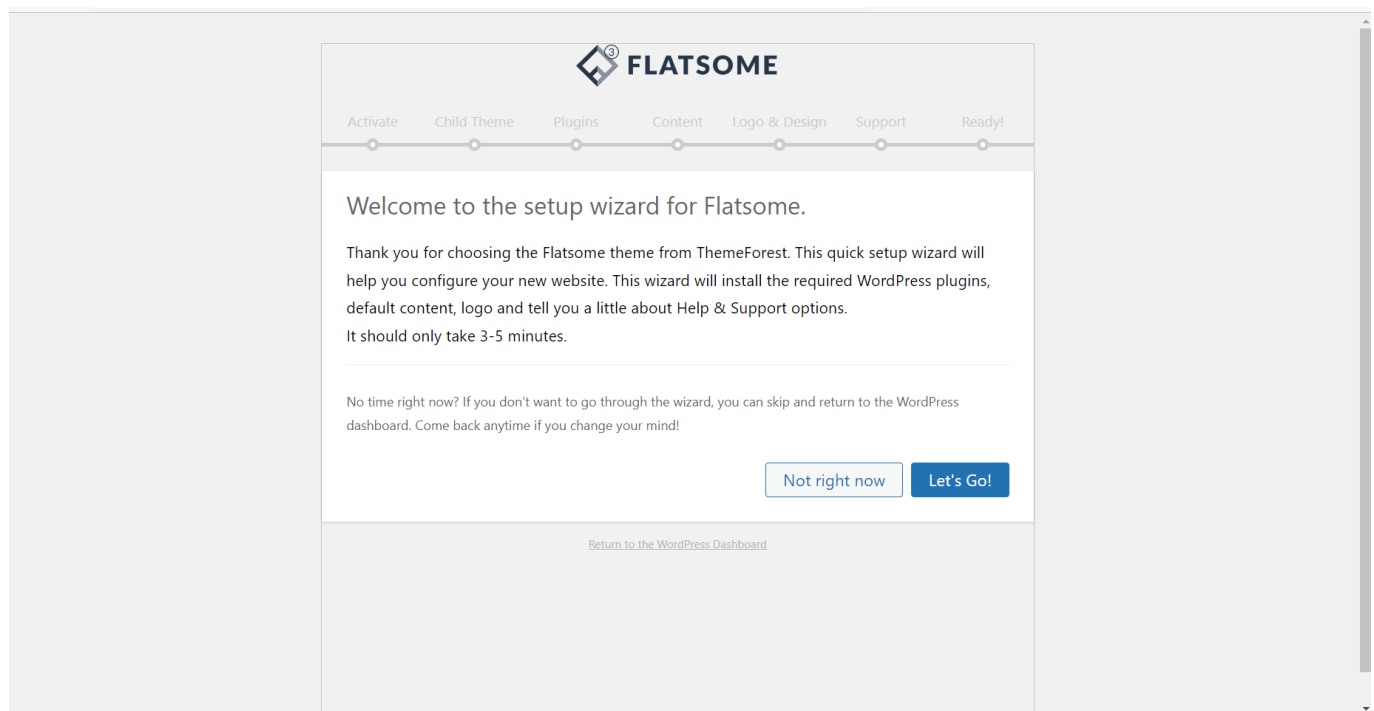 3
FLATSOME
Activate Child Theme Plugins Content Logo & Design Support Ready!
Welcome to the setup wizard for Flatsome.
Thank you for choosing the Flatsome theme from ThemeForest. This quick setup wizard will
help you configure your new website. This wizard will install the required WordPress plugins,
default content, logo and tell you a little about Help & Support options.
It should only take 3-5 minutes.
No time right now? If you don't want to go through the wizard, you can skip and return to the WordPress
dashboard. Come back anytime if you change your mind!
Not right now Let's Go!
Return to the WordPress Dashboard